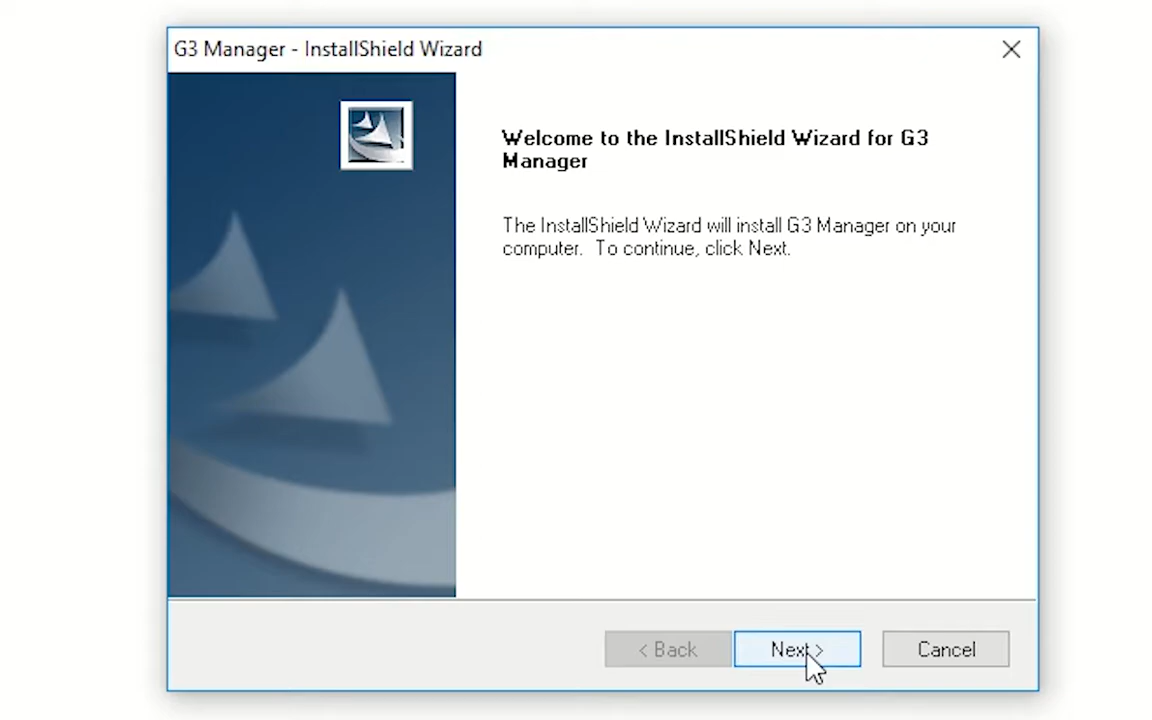 G3 Manager - InstallShield Wizard
Welcome to the InstallShield Wizard for G3
Manager
The InstallShield Wizard will install G3 Manager on your
computer.  To continue, click Next.
< Back
Next >
Cancel